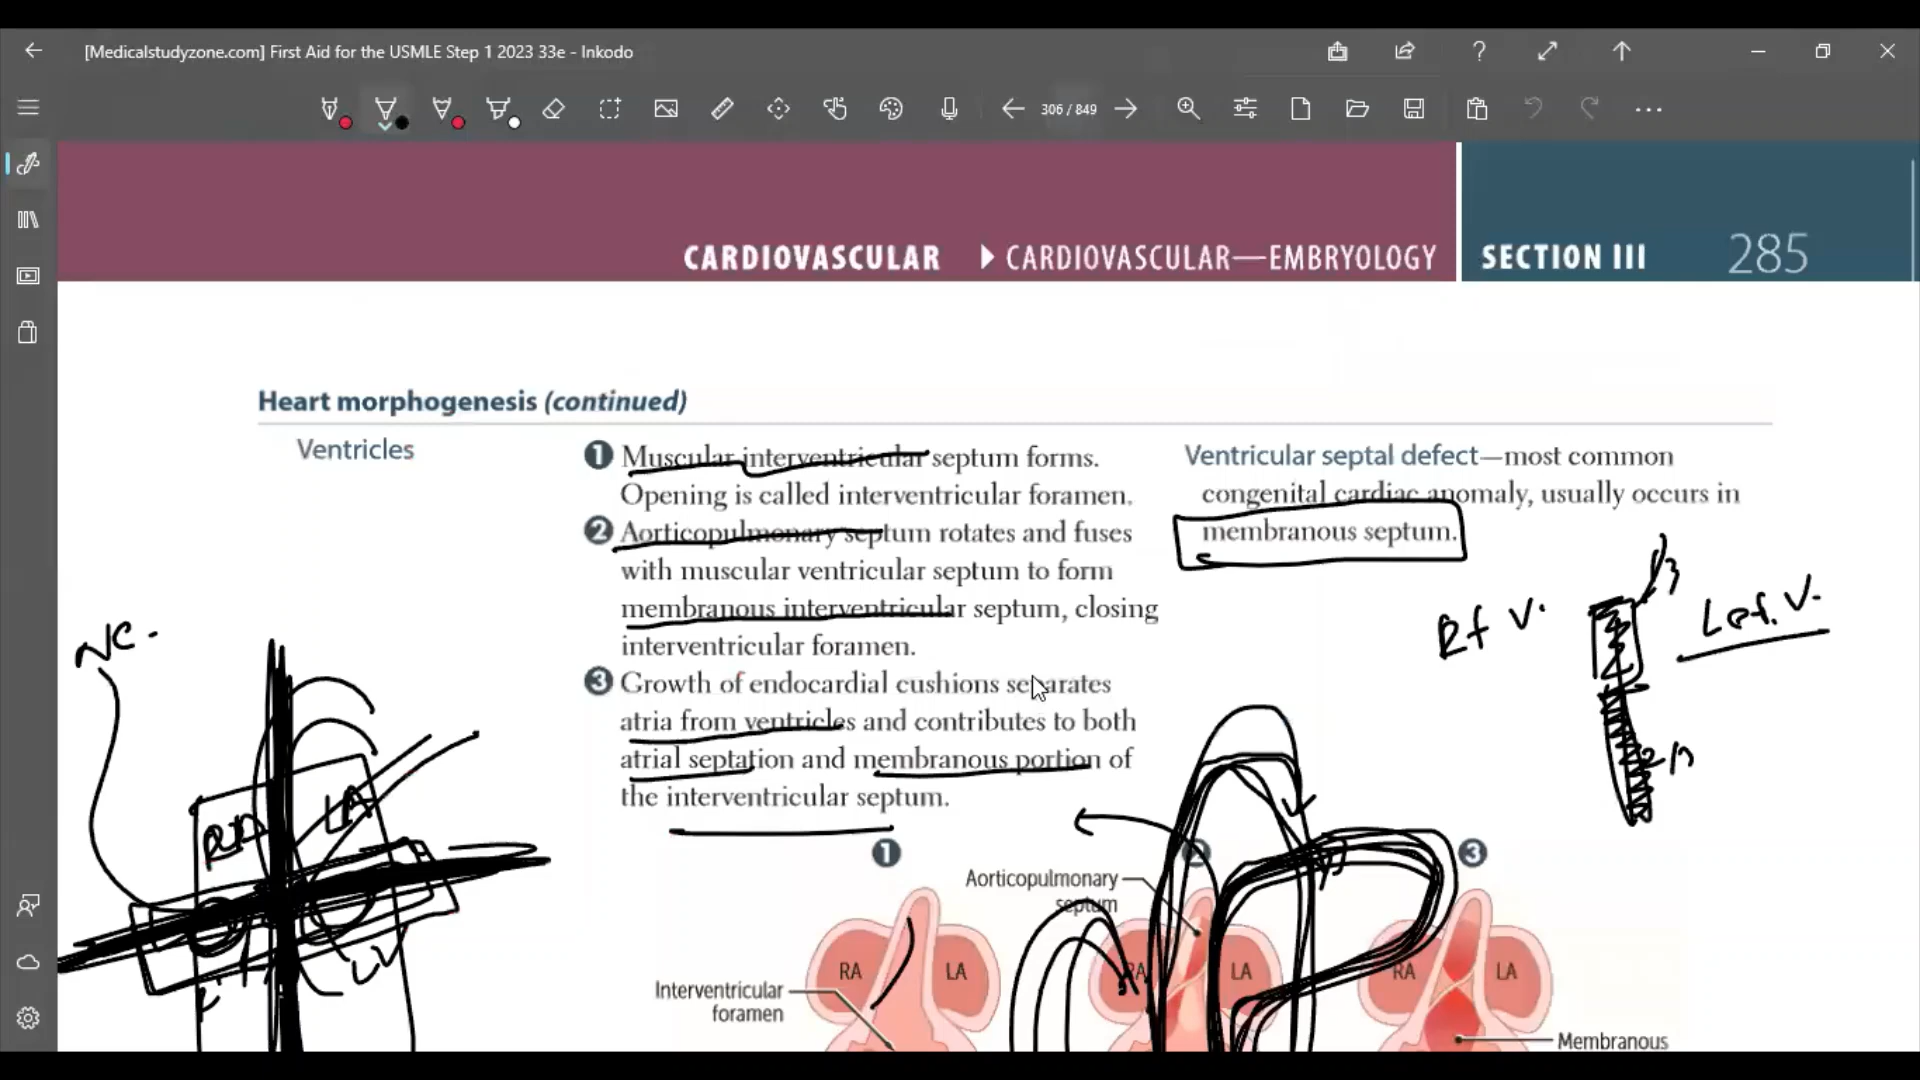 [Medicalstudyzone.com] First Aid for the USMLE Step 1 2023 33e - Inkodo
306 / 849
CARDIOVASCULAR ▶ CARDIOVASCULAR—EMBRYOLOGY SECTION III 285
Heart morphogenesis (continued)
Ventricles
1 Muscular interventricular septum forms.
Opening is called interventricular foramen.
2 Aorticopulmonary septum rotates and fuses
with muscular ventricular septum to form
membranous interventricular septum, closing
interventricular foramen.
3 Growth of endocardial cushions separates
atria from ventricles and contributes to both
atrial septation and membranous portion of
the interventricular septum.
Ventricular septal defect—most common
congenital cardiac anomaly, usually occurs in
membranous septum.
Rt V.
1/3
Lef. V.
NC.
LA
LV
1
2
3
Aorticopulmonary
septum
RA LA
RA LA
RA LA
Interventricular
foramen
Membranous